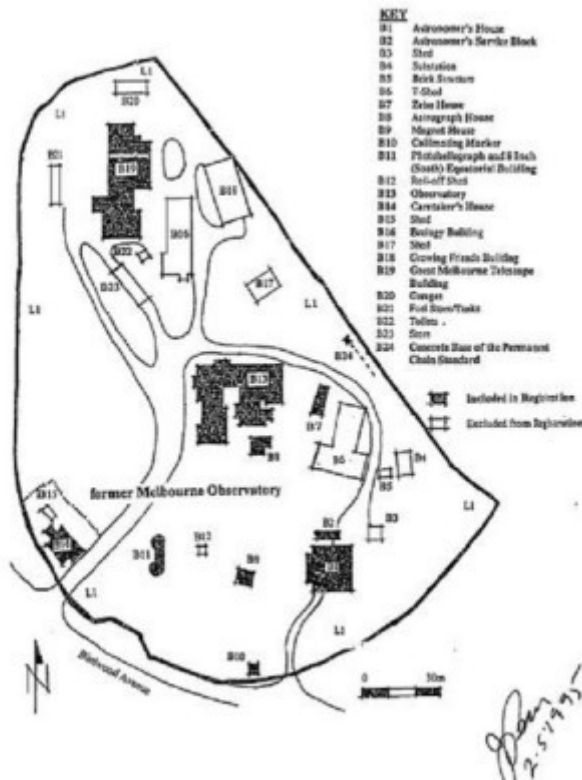 KEY
B1 Astronomer's House
B2 Astronomer's Service Block
B3 Shed
B4 Substation
B5 Brick Structure
B6 T-Shed
B7 Zeiss House
B8 Astrograph House
B9 Magnet House
B10 Collimating Marker
B11 Photoheliograph and 8 Inch
(South) Equatorial Building
B12 Roll-off Shed
B13 Observatory
B14 Caretaker's House
B15 Shed
B16 Ecology Building
B17 Shed
B18 Growing Friends Building
B19 Great Melbourne Telescope
Building
B20 Garages
B21 Fuel Store/Tanks
B22 Toilets
B23 Store
B24 Concrete Base of the Permanent
Chain Standard
Included in Registration
Excluded from Registration
L1
B20
L1
B21
B19
B18
B16
B22
B23
B17
L1
L1
B24
B13
B7
B8
B6
B4
B5
B15
former Melbourne Observatory
L1
B2
B3
B14
B11
B12
B9
B1
L1
L1
Birdwood Avenue
B10
N
0 50m